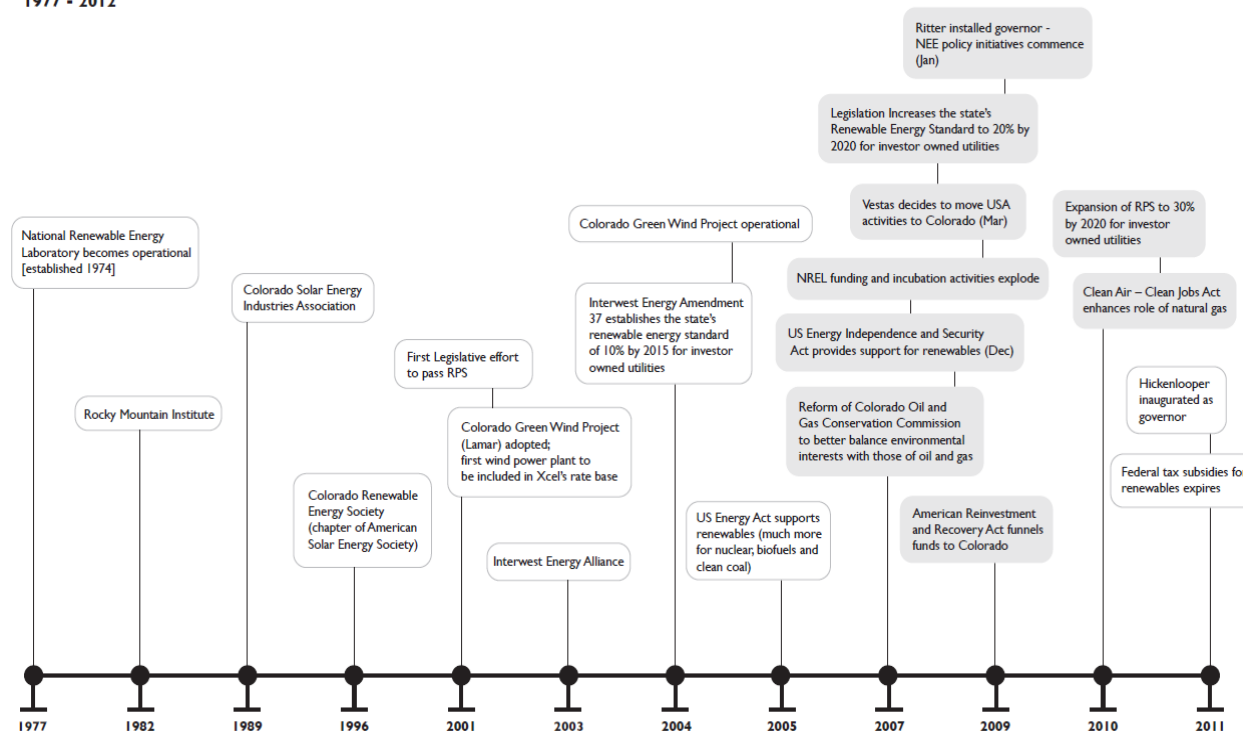 1977 - 2012
Ritter installed governor -
NEE policy initiatives commence
(Jan)
Legislation Increases the state's
Renewable Energy Standard to 20% by
2020 for investor owned utilities
Vestas decides to move USA
activities to Colorado (Mar)
NREL funding and incubation activities explode
US Energy Independence and Security
Act provides support for renewables (Dec)
Reform of Colorado Oil and
Gas Conservation Commission
to better balance environmental
interests with those of oil and gas
American Reinvestment
and Recovery Act funnels
funds to Colorado
Expansion of RPS to 30%
by 2020 for investor
owned utilities
Clean Air – Clean Jobs Act
enhances role of natural gas
Hickenlooper
inaugurated as
governor
Federal tax subsidies for
renewables expires
National Renewable Energy
Laboratory becomes operational
[established 1974]
Rocky Mountain Institute
Colorado Solar Energy
Industries Association
Colorado Renewable
Energy Society
(chapter of American
Solar Energy Society)
First Legislative effort
to pass RPS
Colorado Green Wind Project
(Lamar) adopted;
first wind power plant to
be included in Xcel's rate base
Interwest Energy Alliance
Colorado Green Wind Project operational
Interwest Energy Amendment
37 establishes the state's
renewable energy standard
of 10% by 2015 for investor
owned utilities
US Energy Act supports
renewables (much more
for nuclear, biofuels and
clean coal)
1977
1982
1989
1996
2001
2003
2004
2005
2007
2009
2010
2011